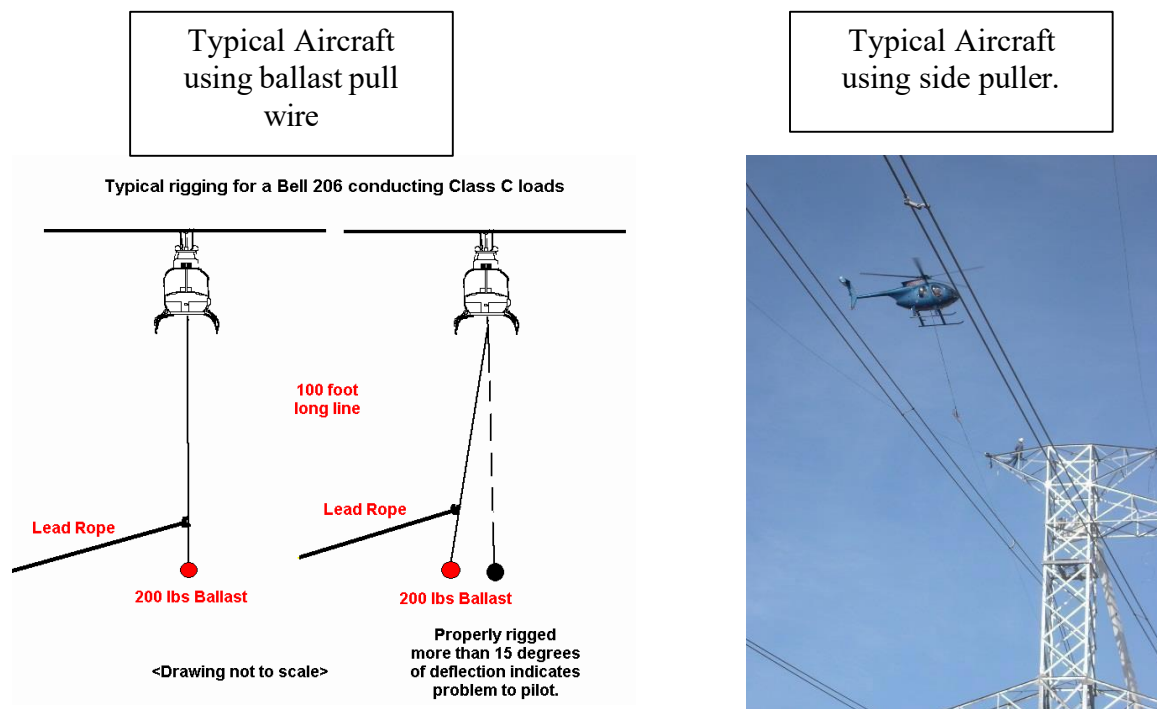 Typical Aircraft
using ballast pull
wire
Typical Aircraft
using side puller.
Typical rigging for a Bell 206 conducting Class C loads
100 foot
long line
Lead Rope
Lead Rope
200 lbs Ballast
200 lbs Ballast
<Drawing not to scale>
Properly rigged
more than 15 degrees
of deflection indicates
problem to pilot.